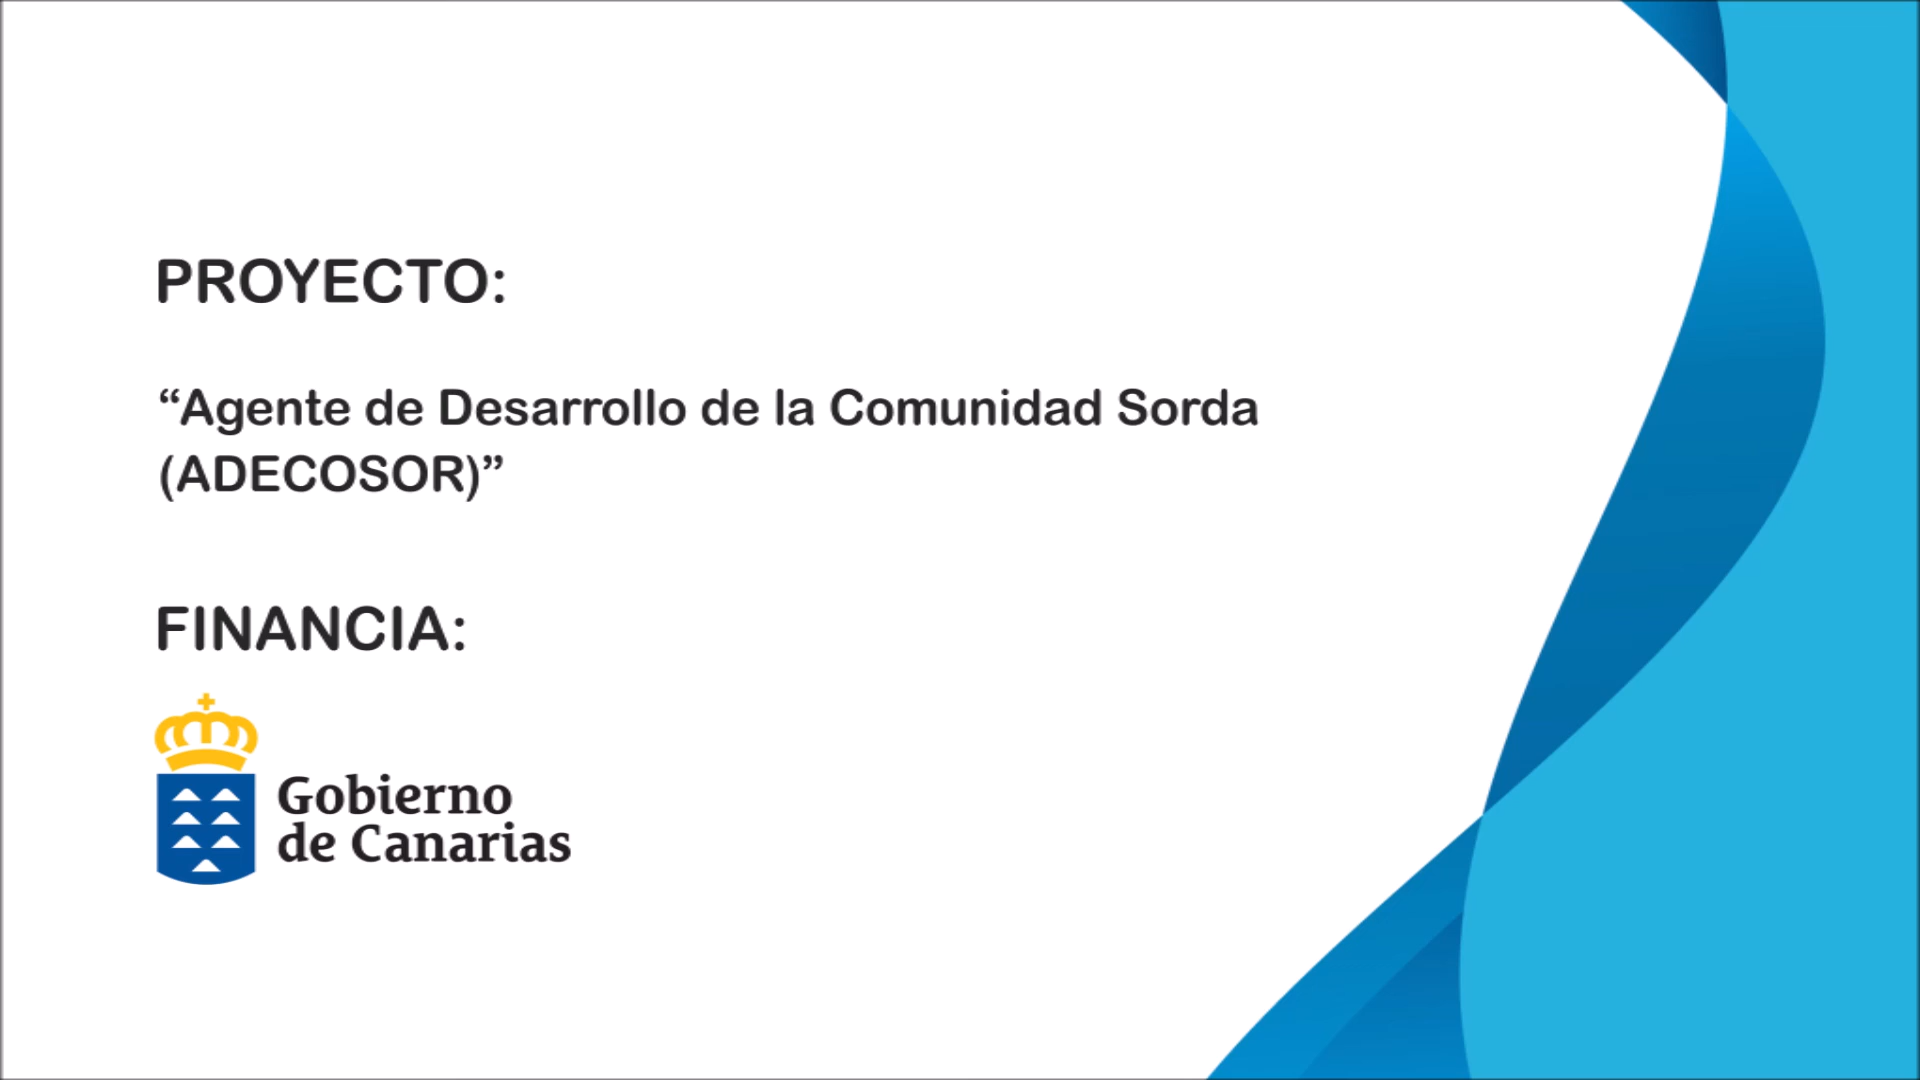 PROYECTO:
“Agente de Desarrollo de la Comunidad Sorda
(ADECOSOR)”
FINANCIA:
Gobierno
de Canarias